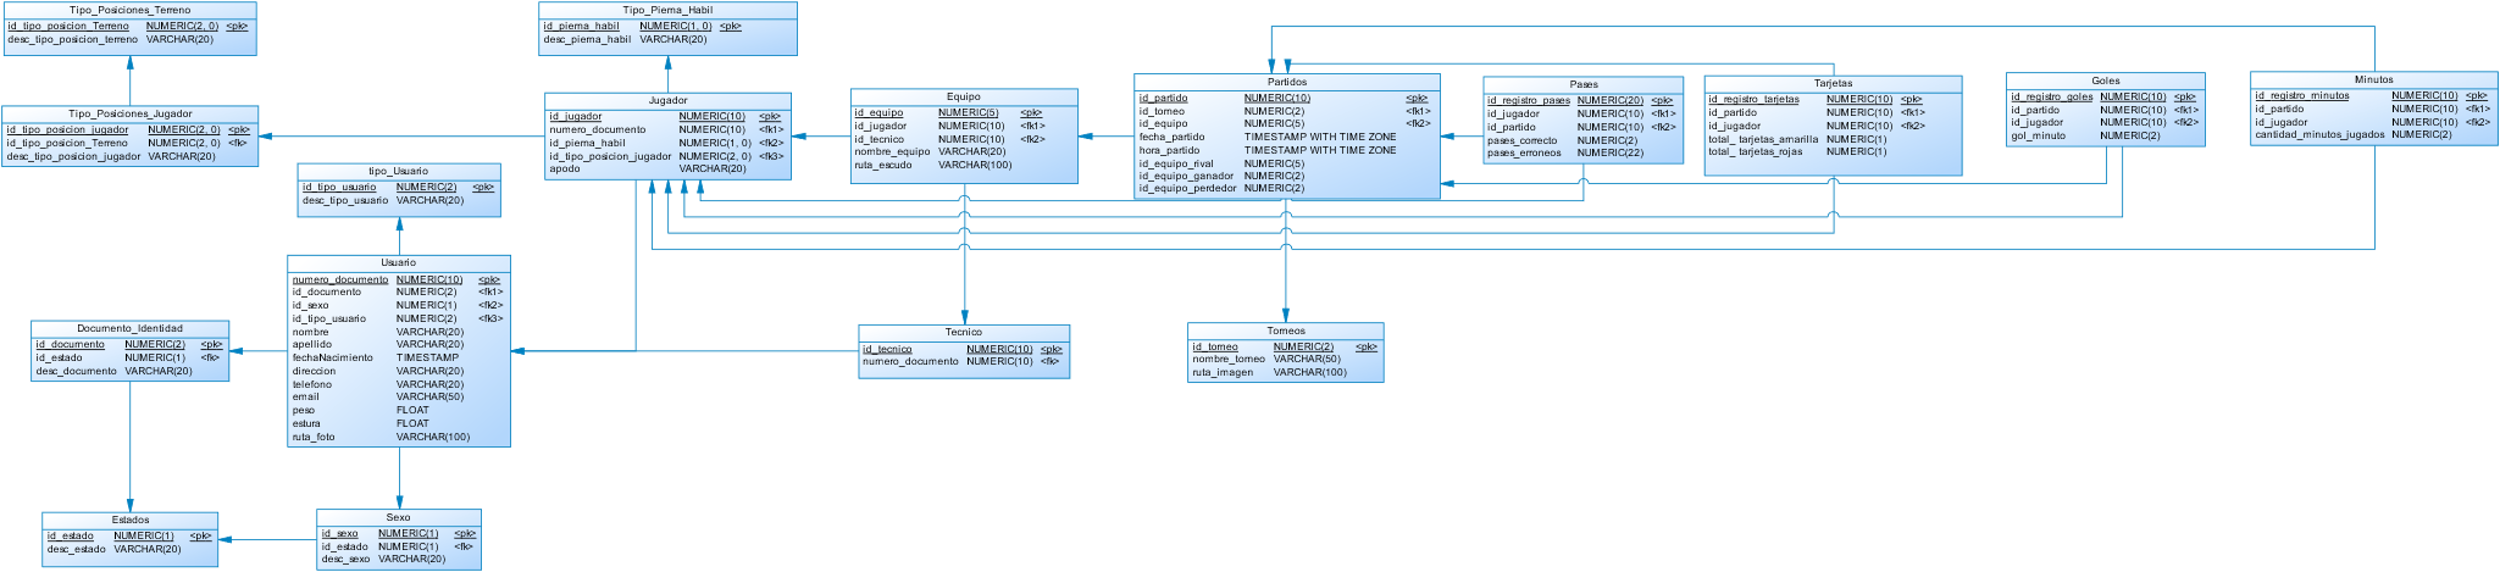 Tipo_Posiciones_Terreno
id_tipo_posicion_Terreno NUMERIC(2, 0) <pk>
desc_tipo_posicion_terreno VARCHAR(20)
Tipo_Pierna_Habil
id_pierna_habil NUMERIC(1, 0) <pk>
desc_pierna_habil VARCHAR(20)
Tipo_Posiciones_Jugador
id_tipo_posicion_jugador NUMERIC(2, 0) <pk>
id_tipo_posicion_Terreno NUMERIC(2, 0) <fk>
desc_tipo_posicion_jugador VARCHAR(20)
Jugador
id_jugador NUMERIC(10) <pk>
numero_documento NUMERIC(10) <fk1>
id_pierna_habil NUMERIC(1, 0) <fk2>
id_tipo_posicion_jugador NUMERIC(2, 0) <fk3>
apodo VARCHAR(20)
Equipo
id_equipo NUMERIC(5) <pk>
id_jugador NUMERIC(10) <fk1>
id_tecnico NUMERIC(10) <fk2>
nombre_equipo VARCHAR(20)
ruta_escudo VARCHAR(100)
Partidos
id_partido NUMERIC(10) <pk>
id_torneo NUMERIC(2) <fk1>
id_equipo NUMERIC(5) <fk2>
fecha_partido TIMESTAMP WITH TIME ZONE
hora_partido TIMESTAMP WITH TIME ZONE
id_equipo_rival NUMERIC(5)
id_equipo_ganador NUMERIC(2)
id_equipo_perdedor NUMERIC(2)
Pases
id_registro_pases NUMERIC(20) <pk>
id_jugador NUMERIC(10) <fk1>
id_partido NUMERIC(10) <fk2>
pases_correcto NUMERIC(2)
pases_erroneos NUMERIC(22)
Tarjetas
id_registro_tarjetas NUMERIC(10) <pk>
id_partido NUMERIC(10) <fk1>
id_jugador NUMERIC(10) <fk2>
total_ tarjetas_amarilla NUMERIC(1)
total_ tarjetas_rojas NUMERIC(1)
Goles
id_registro_goles NUMERIC(10) <pk>
id_partido NUMERIC(10) <fk1>
id_jugador NUMERIC(10) <fk2>
gol_minuto NUMERIC(2)
Minutos
id_registro_minutos NUMERIC(10) <pk>
id_partido NUMERIC(10) <fk1>
id_jugador NUMERIC(10) <fk2>
cantidad_minutos_jugados NUMERIC(2)
tipo_Usuario
id_tipo_usuario NUMERIC(2) <pk>
desc_tipo_usuario VARCHAR(20)
Usuario
numero_documento NUMERIC(10) <pk>
id_documento NUMERIC(2) <fk1>
id_sexo NUMERIC(1) <fk2>
id_tipo_usuario NUMERIC(2) <fk3>
nombre VARCHAR(20)
apellido VARCHAR(20)
fechaNacimiento TIMESTAMP
direccion VARCHAR(20)
telefono VARCHAR(20)
email VARCHAR(50)
peso FLOAT
estura FLOAT
ruta_foto VARCHAR(100)
Documento_Identidad
id_documento NUMERIC(2) <pk>
id_estado NUMERIC(1) <fk>
desc_documento VARCHAR(20)
Tecnico
id_tecnico NUMERIC(10) <pk>
numero_documento NUMERIC(10) <fk>
Torneos
id_torneo NUMERIC(2) <pk>
nombre_torneo VARCHAR(50)
ruta_imagen VARCHAR(100)
Estados
id_estado NUMERIC(1) <pk>
desc_estado VARCHAR(20)
Sexo
id_sexo NUMERIC(1) <pk>
id_estado NUMERIC(1) <fk>
desc_sexo VARCHAR(20)